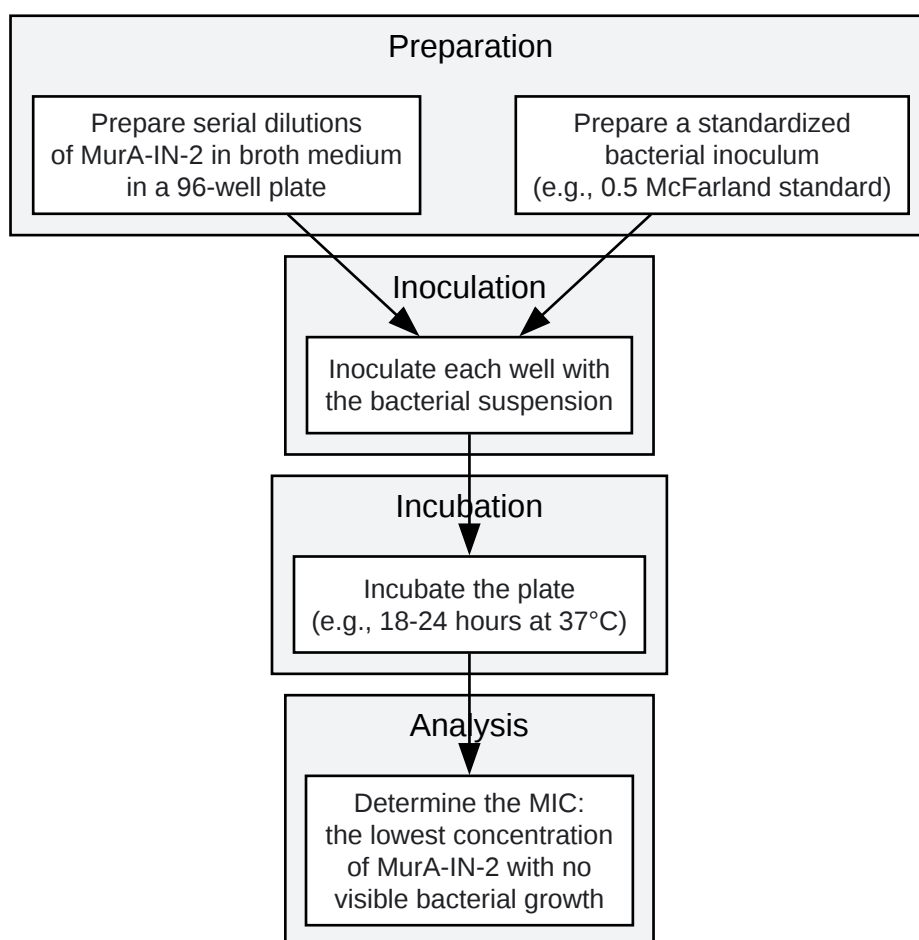 Preparation
Prepare serial dilutions
of MurA-IN-2 in broth medium
in a 96-well plate
Prepare a standardized
bacterial inoculum
(e.g., 0.5 McFarland standard)
Inoculation
Inoculate each well with
the bacterial suspension
Incubation
Incubate the plate
(e.g., 18-24 hours at 37°C)
Analysis
Determine the MIC:
the lowest concentration
of MurA-IN-2 with no
visible bacterial growth